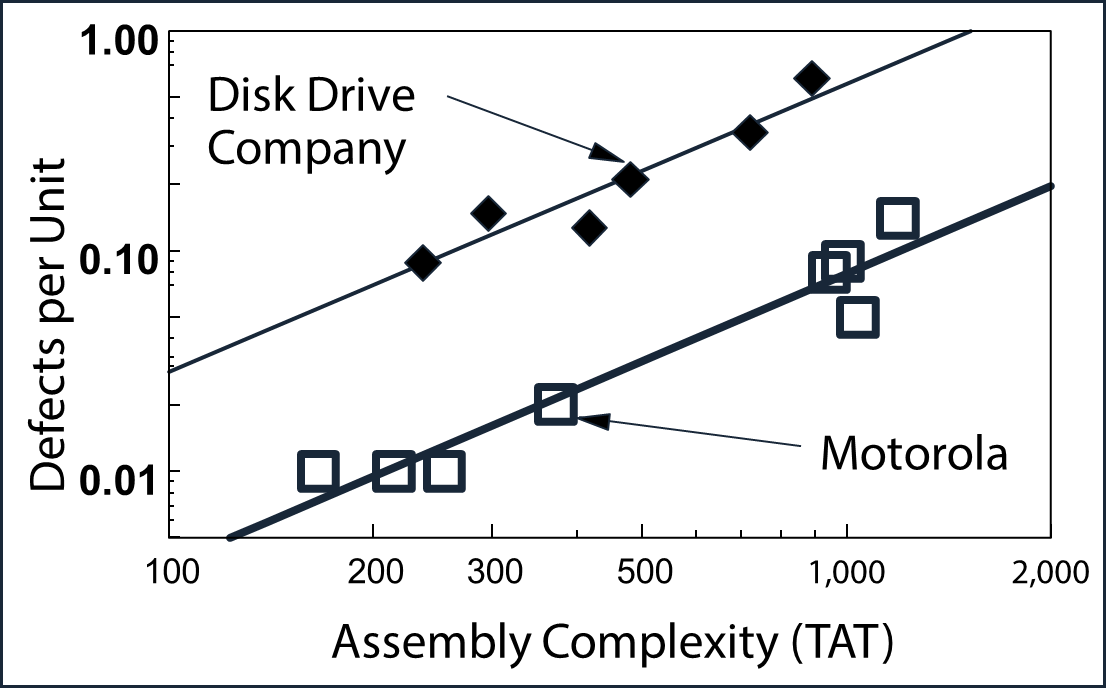 1.00
Disk Drive
Company
0.10
Defects per Unit
0.01
Motorola
100 200 300 500 1,000 2,000
Assembly Complexity (TAT)